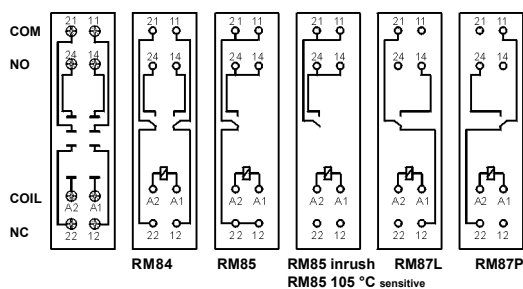 21 11 21 11 21 11 21 11 21 11 21 11
COM
NO
24 14 24 14 24 14 24 14 24 14 24 14
COIL
A2 A1 A2 A1 A2 A1 A2 A1 A2 A1 A2 A1
NC
22 12 22 12 22 12 22 12 22 12 22 12
RM84 RM85 RM85 inrush RM87L RM87P
RM85 105 °C sensitive